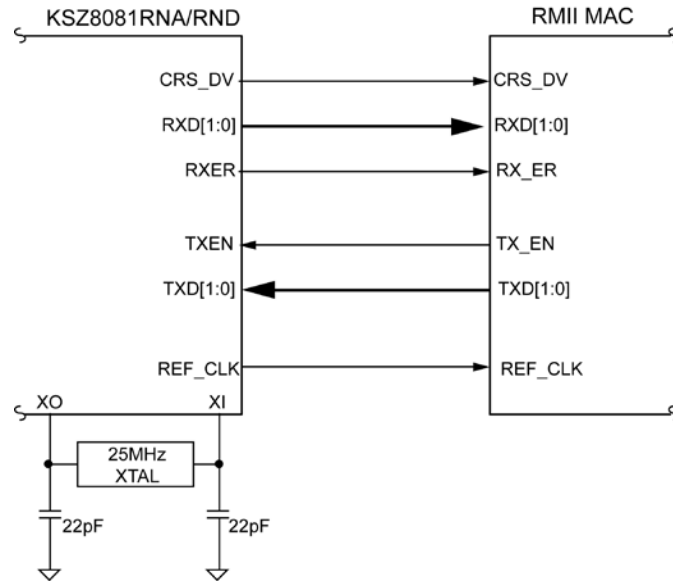 KSZ8081RNA/RND
RMII MAC
CRS_DV
CRS_DV
RXD[1:0]
RXD[1:0]
RXER
RX_ER
TXEN
TX_EN
TXD[1:0]
TXD[1:0]
REF_CLK
REF_CLK
XO
XI
25MHz
XTAL
22pF
22pF